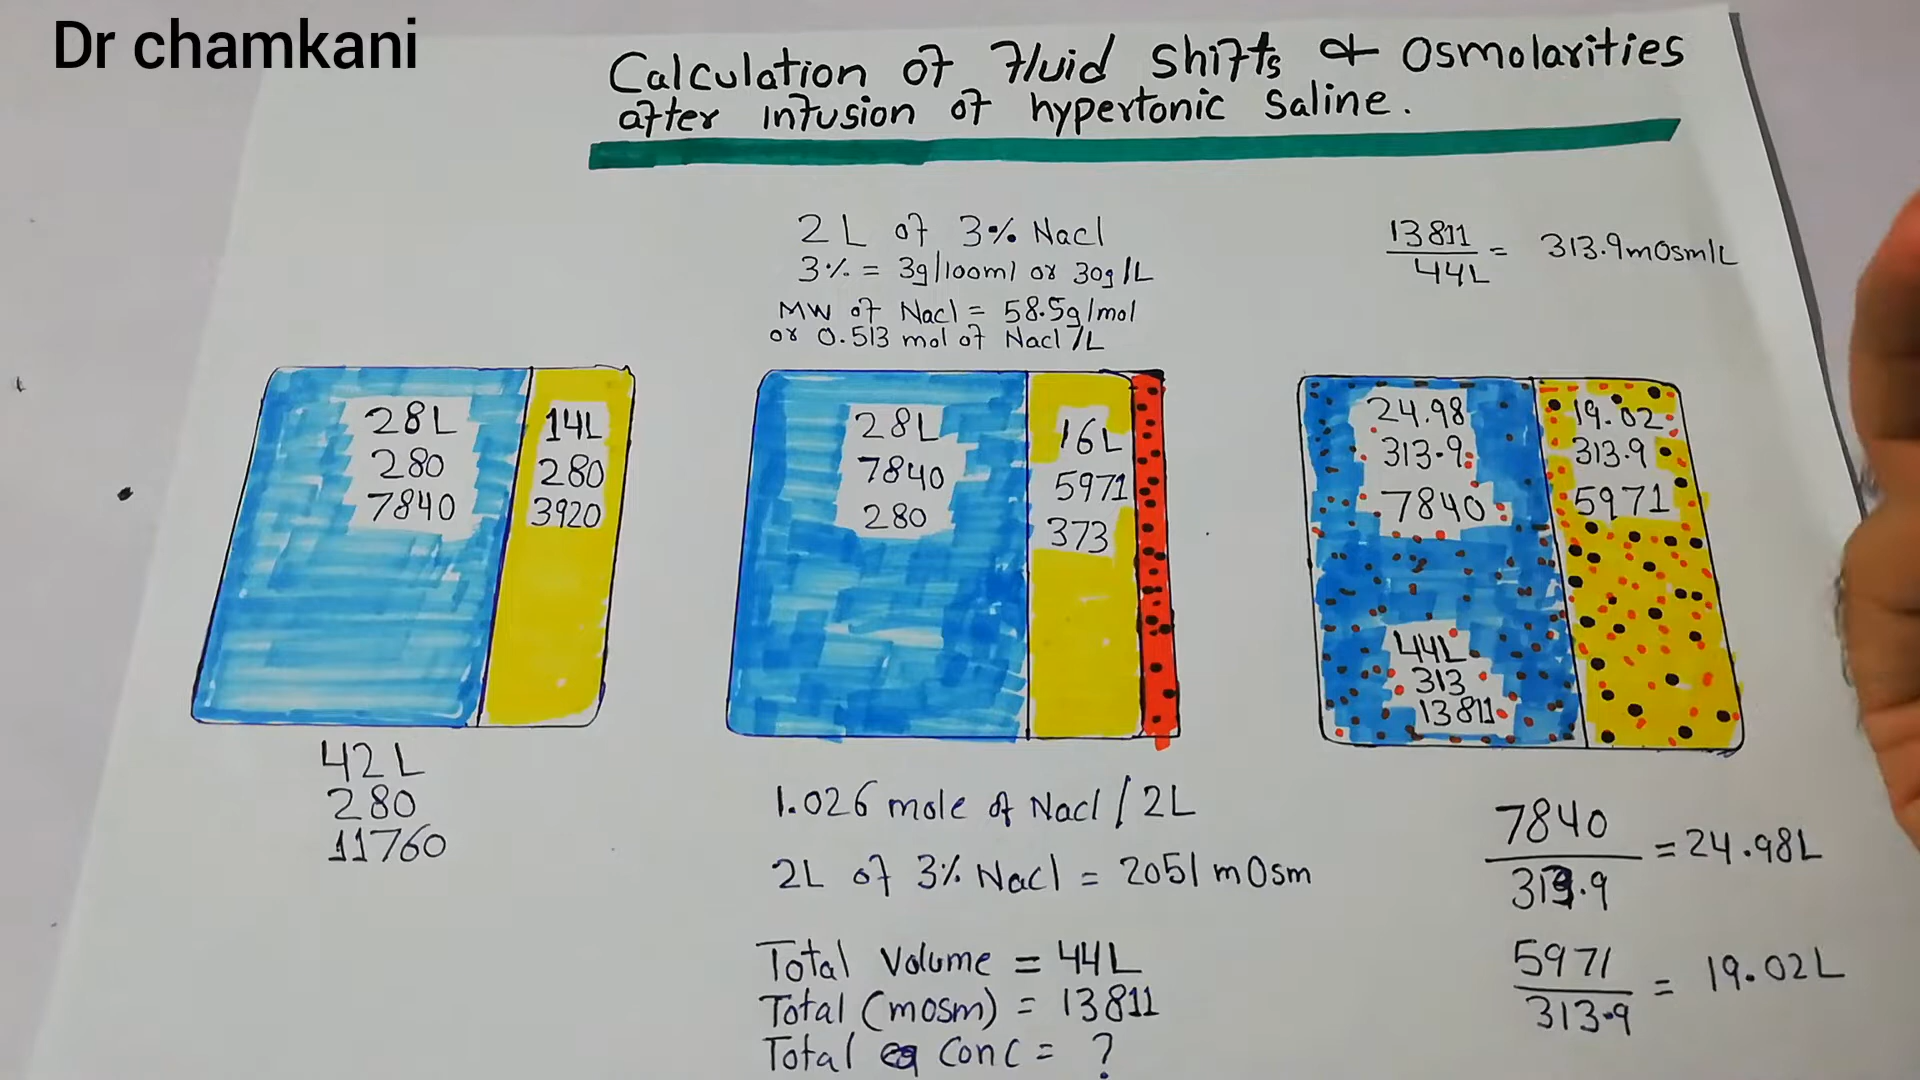 Dr chamkani
Calculation of Fluid Shifts & Osmolarities
after infusion of hypertonic Saline.
2 L of 3% Nacl
3% = 3g/100ml or 30g/L
MW of Nacl = 58.5g/mol
or 0.513 mol of Nacl/L
13811
44L
= 313.9mOsm/L
28L
280
7840
14L
280
3920
28L
7840
280
16L
5971
373
24.98
313.9
7840
19.02
313.9
5971
44L
313
13811
42L
280
11760
1.026 mole of Nacl / 2L
2L of 3% Nacl = 2051 mOsm
Total Volume = 44L
Total (mosm) = 13811
Total Conc = ?
7840
313.9
= 24.98L
5971
313.9
= 19.02L